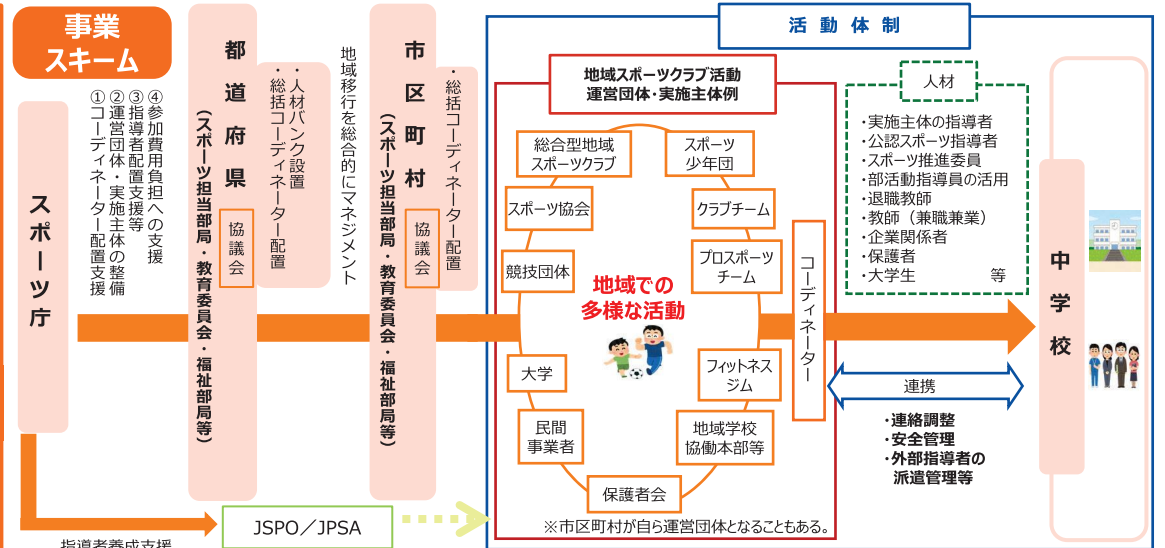 事業
スキーム
スポーツ庁
④参加費用負担への支援
③指導者配置支援等
②運営団体・実施主体の整備
①コーディネーター配置支援
都道府県
(スポーツ担当部局・教育委員会・福祉部局等)
協議会
・人材バンク設置
・総括コーディネーター配置
地域移行を総合的にマネジメント
市区町村
(スポーツ担当部局・教育委員会・福祉部局等)
協議会
・総括コーディネーター配置
活動体制
地域スポーツクラブ活動
運営団体・実施主体例
総合型地域
スポーツクラブ
スポーツ
少年団
スポーツ協会
クラブチーム
競技団体
プロスポーツ
チーム
地域での
多様な活動
大学
フィットネス
ジム
民間
事業者
地域学校
協働本部等
保護者会
※市区町村が自ら運営団体となることもある。
コーディネーター
人材
・実施主体の指導者
・公認スポーツ指導者
・スポーツ推進委員
・部活動指導員の活用
・退職教師
・教師（兼職兼業）
・企業関係者
・保護者
・大学生 等
連携
・連絡調整
・安全管理
・外部指導者の
派遣管理等
中学校
JSPO／JPSA
指導者養成支援